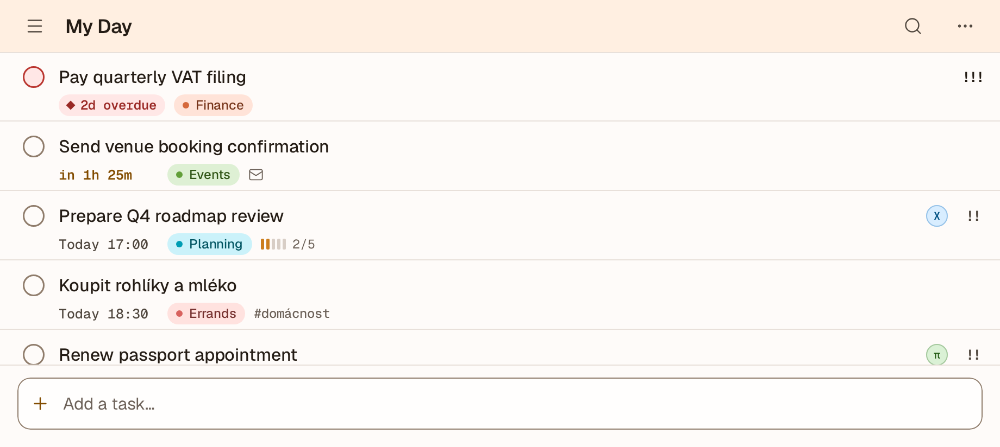 My Day
Pay quarterly VAT filing !!!
2d overdue Finance
Send venue booking confirmation
in 1h 25m Events
Prepare Q4 roadmap review X !!
Today 17:00 Planning 2/5
Koupit rohlíky a mléko
Today 18:30 Errands #domácnost
Renew passport appointment π !!
Add a task…